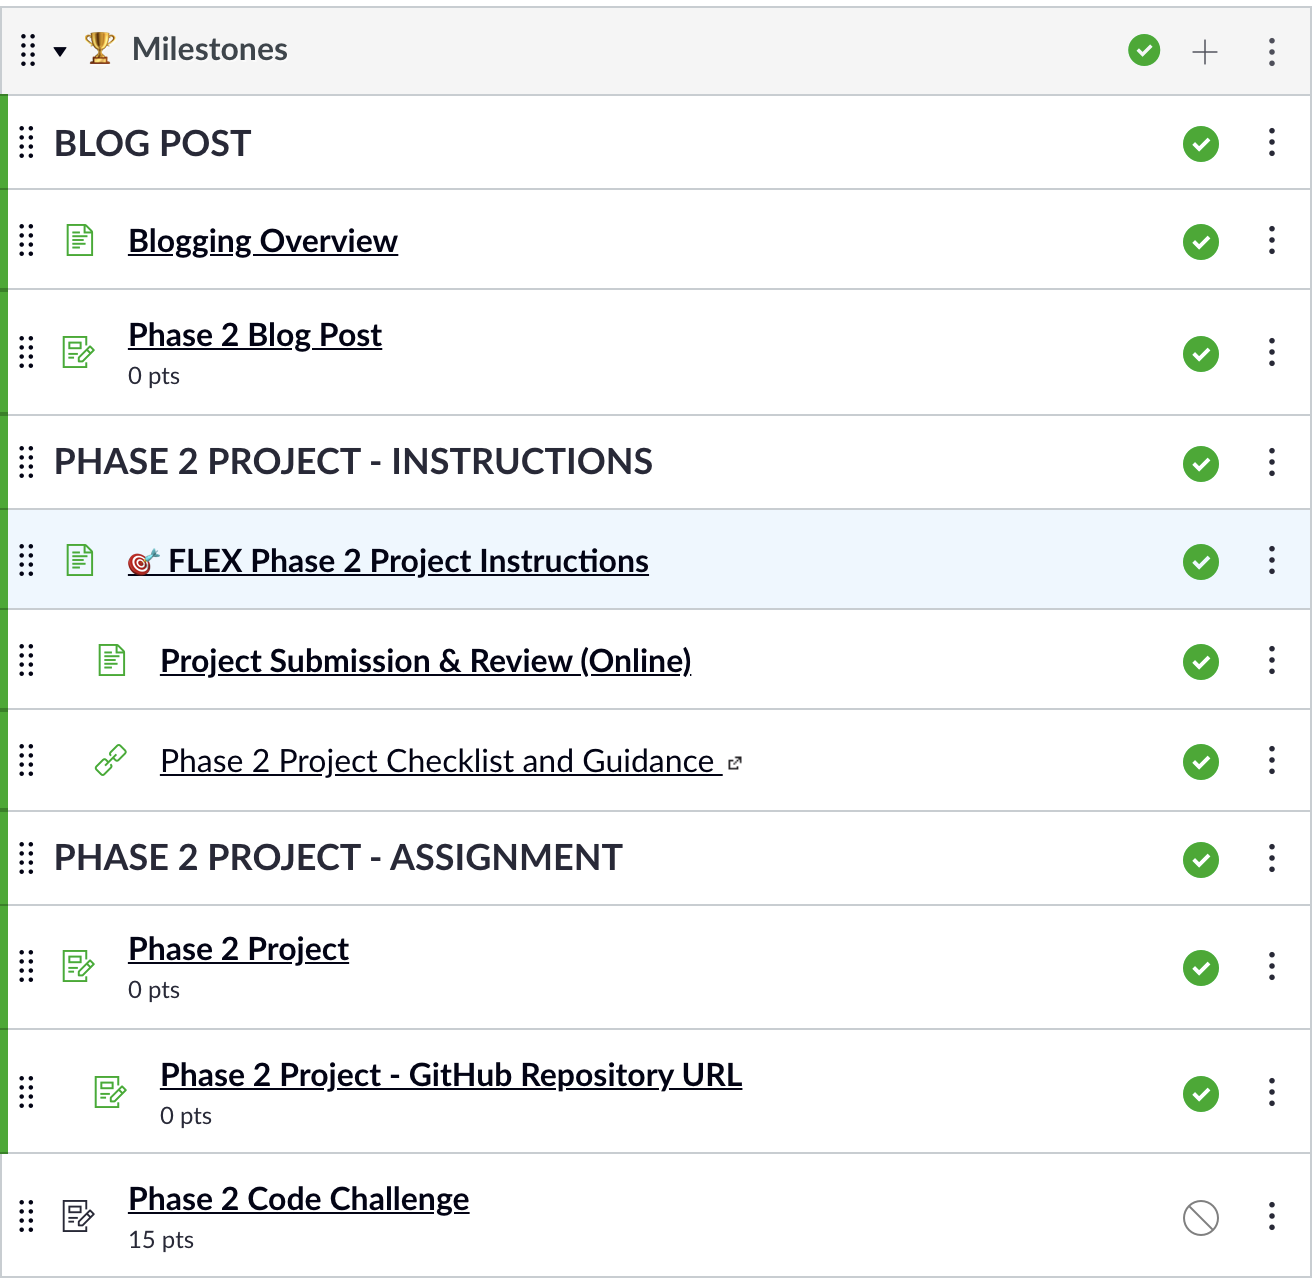 Milestones
BLOG POST
Blogging Overview
Phase 2 Blog Post
0 pts
PHASE 2 PROJECT - INSTRUCTIONS
🎯 FLEX Phase 2 Project Instructions
Project Submission & Review (Online)
Phase 2 Project Checklist and Guidance
PHASE 2 PROJECT - ASSIGNMENT
Phase 2 Project
0 pts
Phase 2 Project - GitHub Repository URL
0 pts
Phase 2 Code Challenge
15 pts